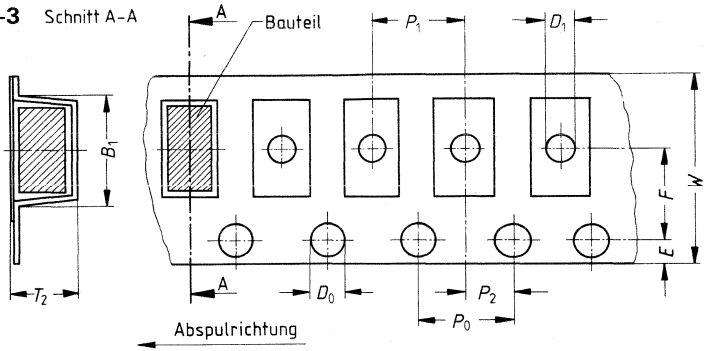 -3 Schnitt A-A
A
Bauteil
P₁
D₁
B₁
F
W
E
T₂
A
D₀
P₂
P₀
Abspulrichtung